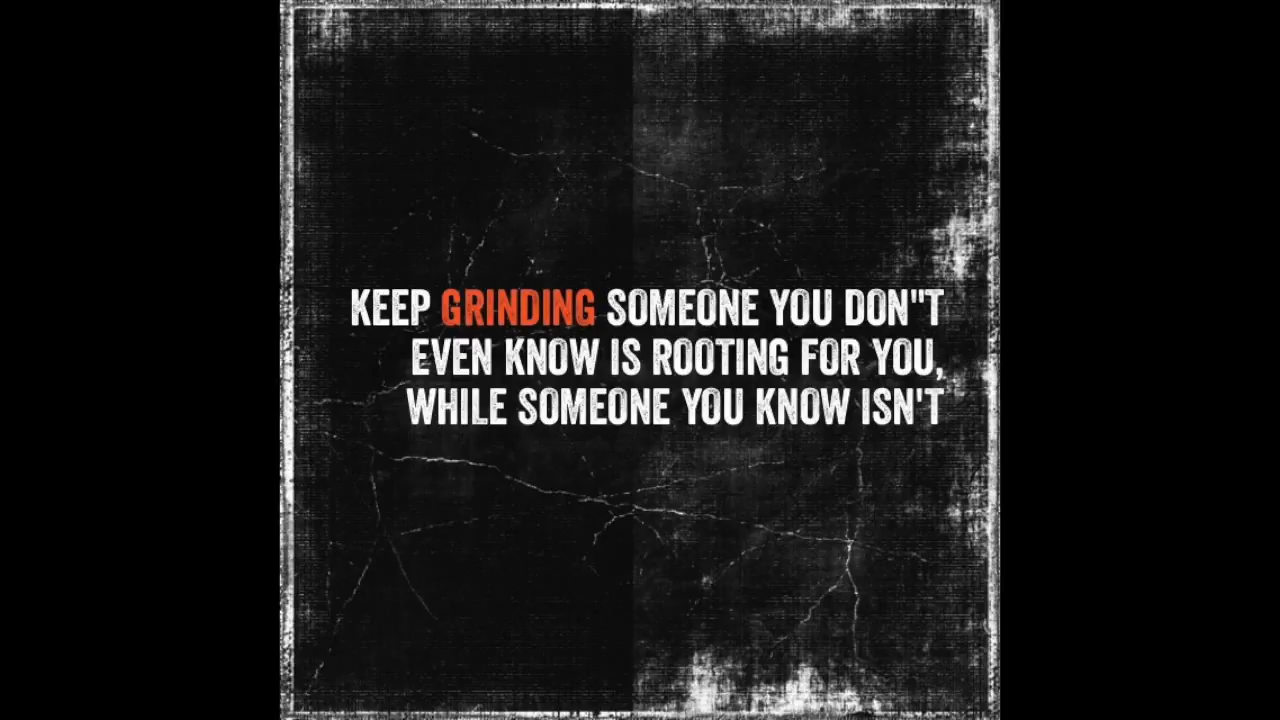 KEEP GRINDING SOMEONE YOU DON"T
EVEN KNOW IS ROOTING FOR YOU,
WHILE SOMEONE YOU KNOW ISN'T